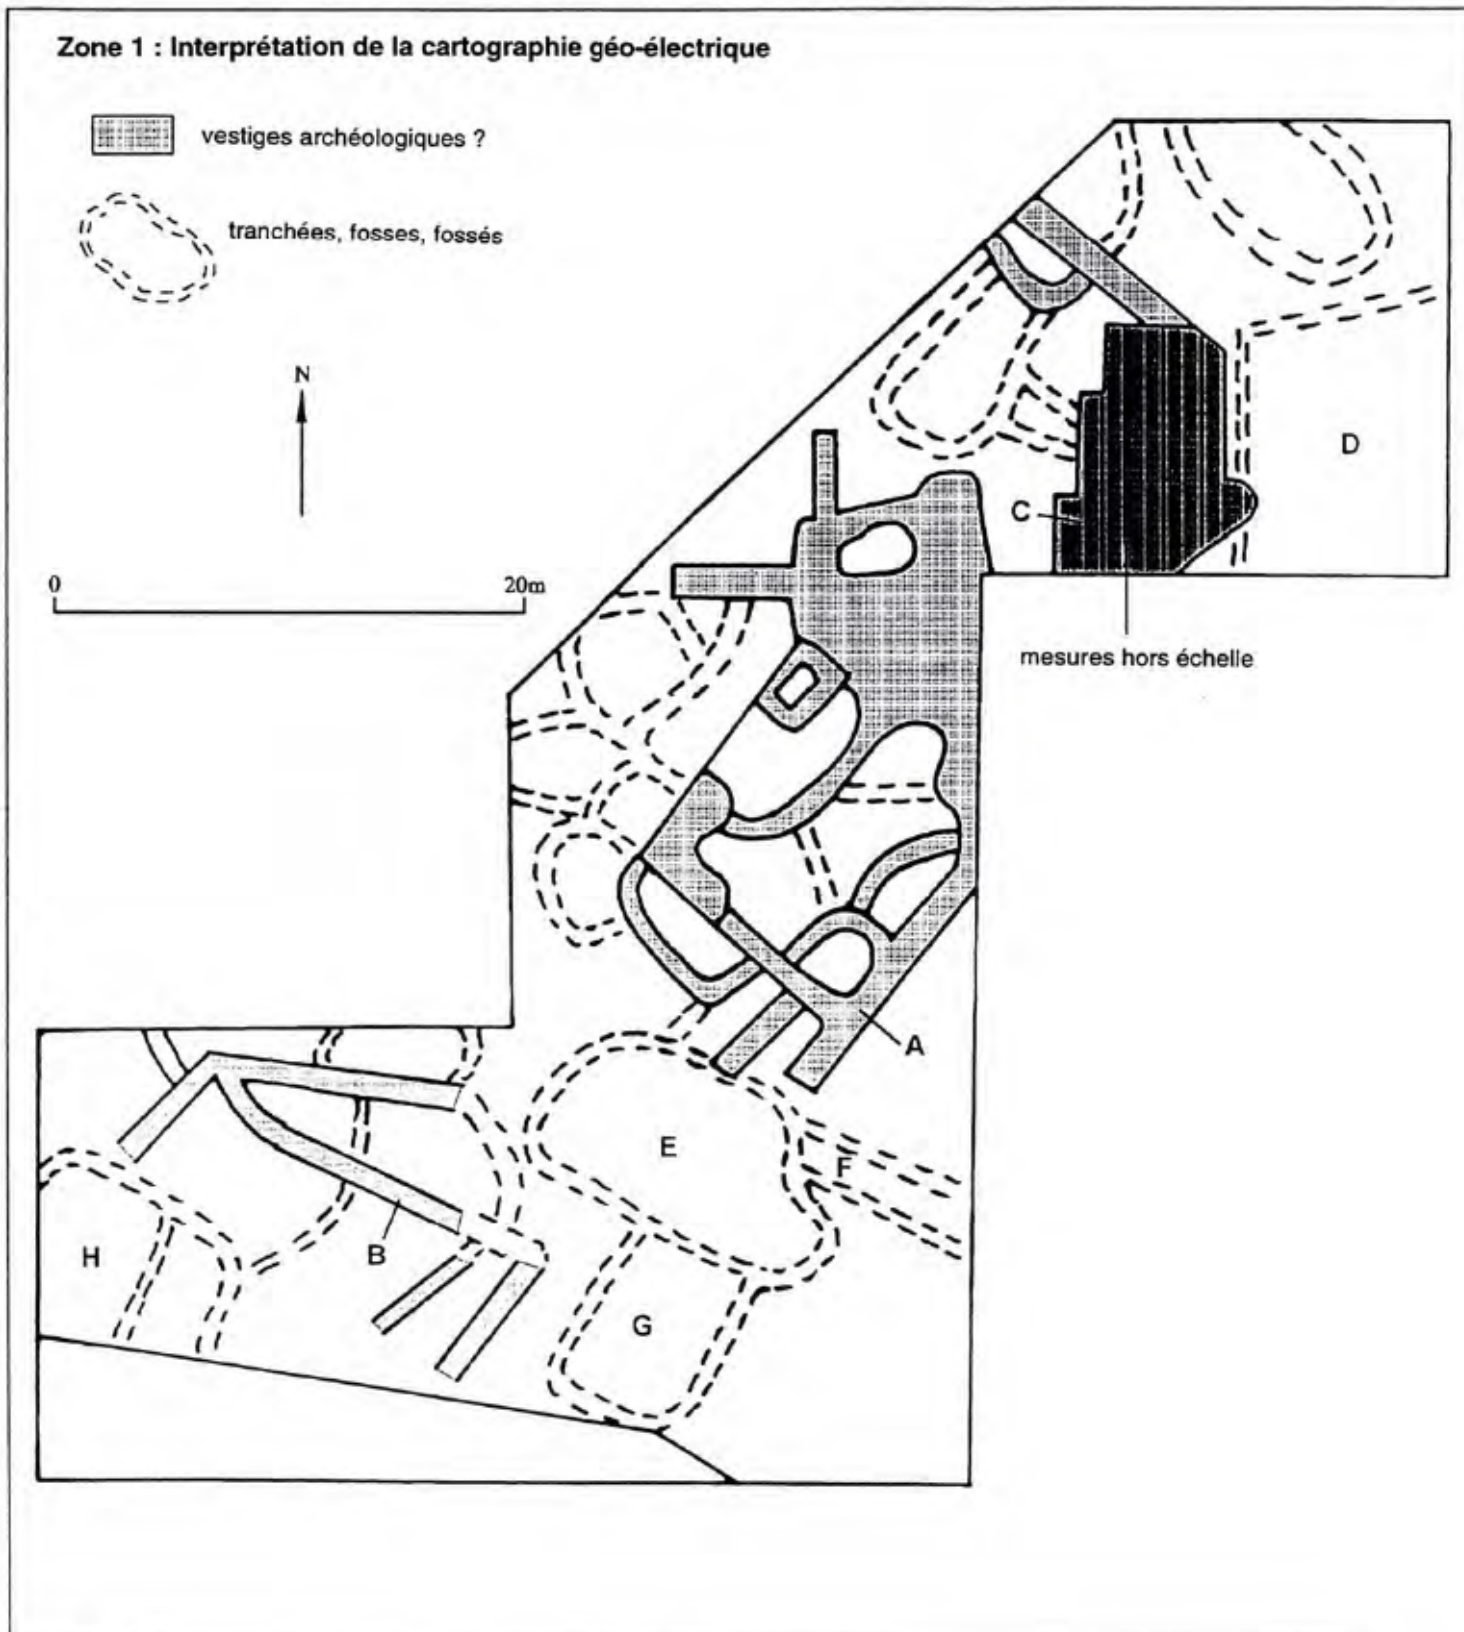 Zone 1 : Interprétation de la cartographie géo-électrique
vestiges archéologiques ?
tranchées, fosses, fossés
N
0
20m
D
C
mesures hors échelle
A
E
F
B
H
G